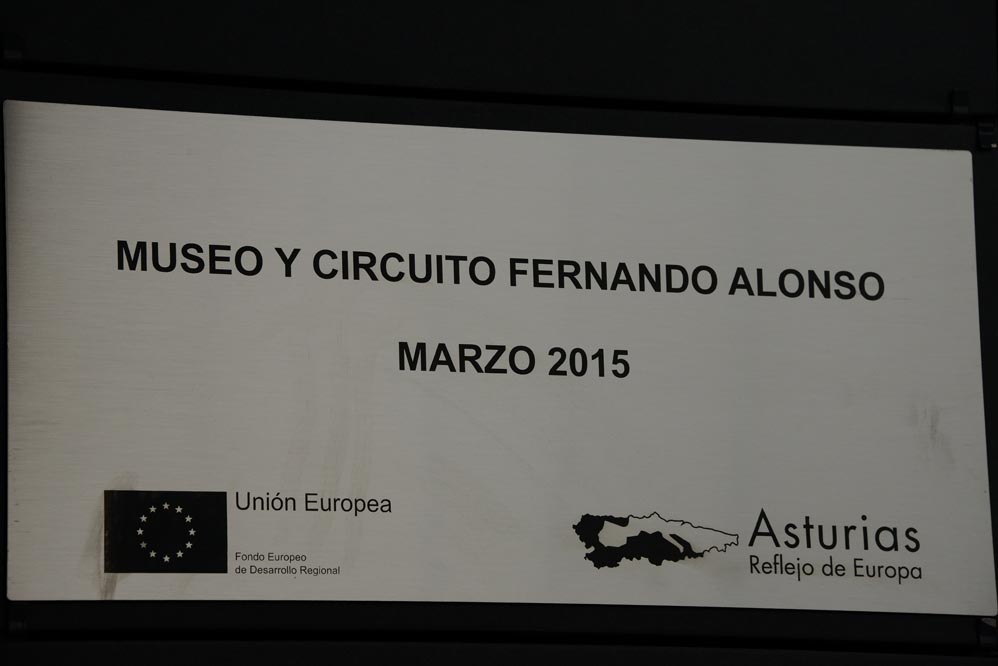 MUSEO Y CIRCUITO FERNANDO ALONSO
MARZO 2015
Unión Europea
Fondo Europeo
de Desarrollo Regional
Asturias
Reflejo de Europa